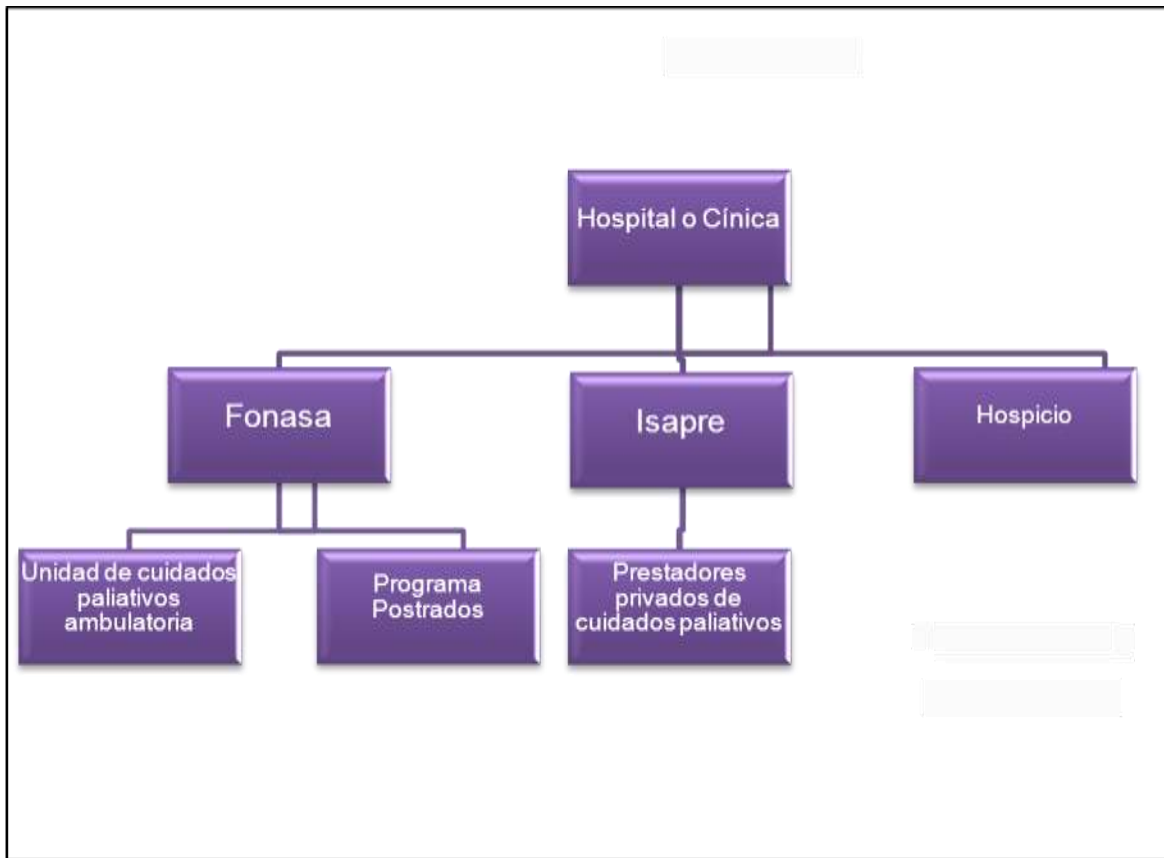 Hospital o Cínica
Fonasa
Isapre
Hospicio
Unidad de cuidados
paliativos
ambulatoria
Programa
Postrados
Prestadores
privados de
cuidados paliativos